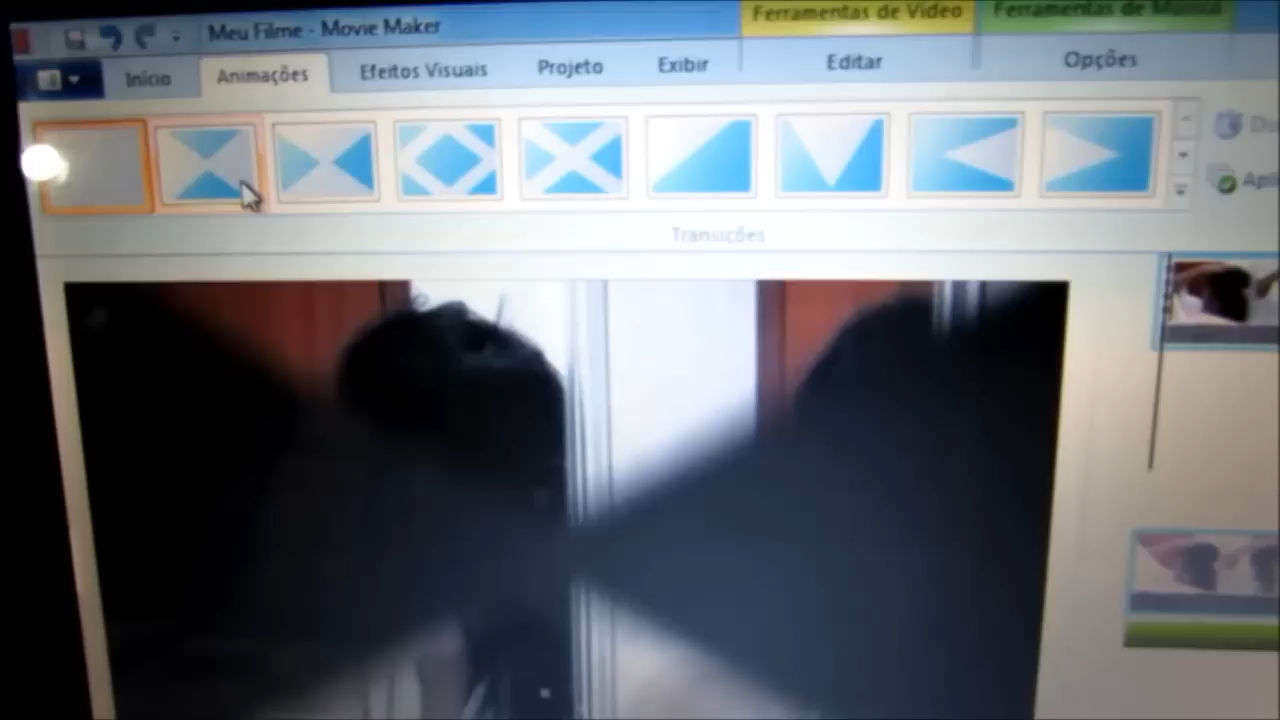 Meu Filme - Movie Maker
Ferramentas de Vídeo
Ferramentas de Música
Início
Animações
Efeitos Visuais
Projeto
Exibir
Editar
Opções
Transições